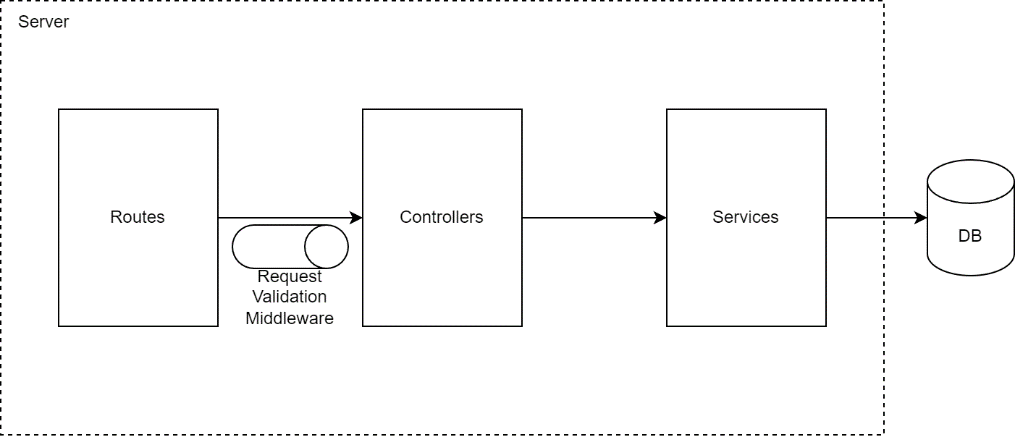 Server
Routes
Request
Validation
Middleware
Controllers
Services
DB